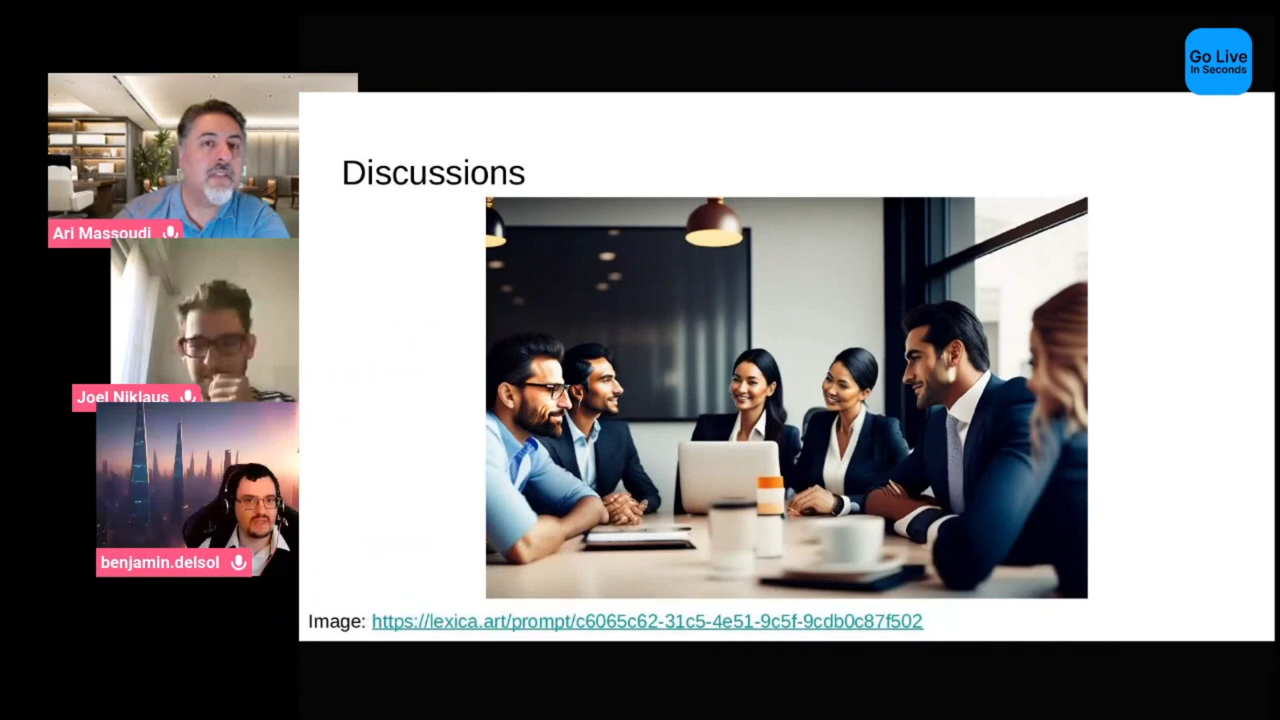 Go Live
In Seconds
Ari Massoudi
Discussions
Joel Niklaus
benjamin.delsol
Image: https://lexica.art/prompt/c6065c62-31c5-4e51-9c5f-9cdb0c87f502